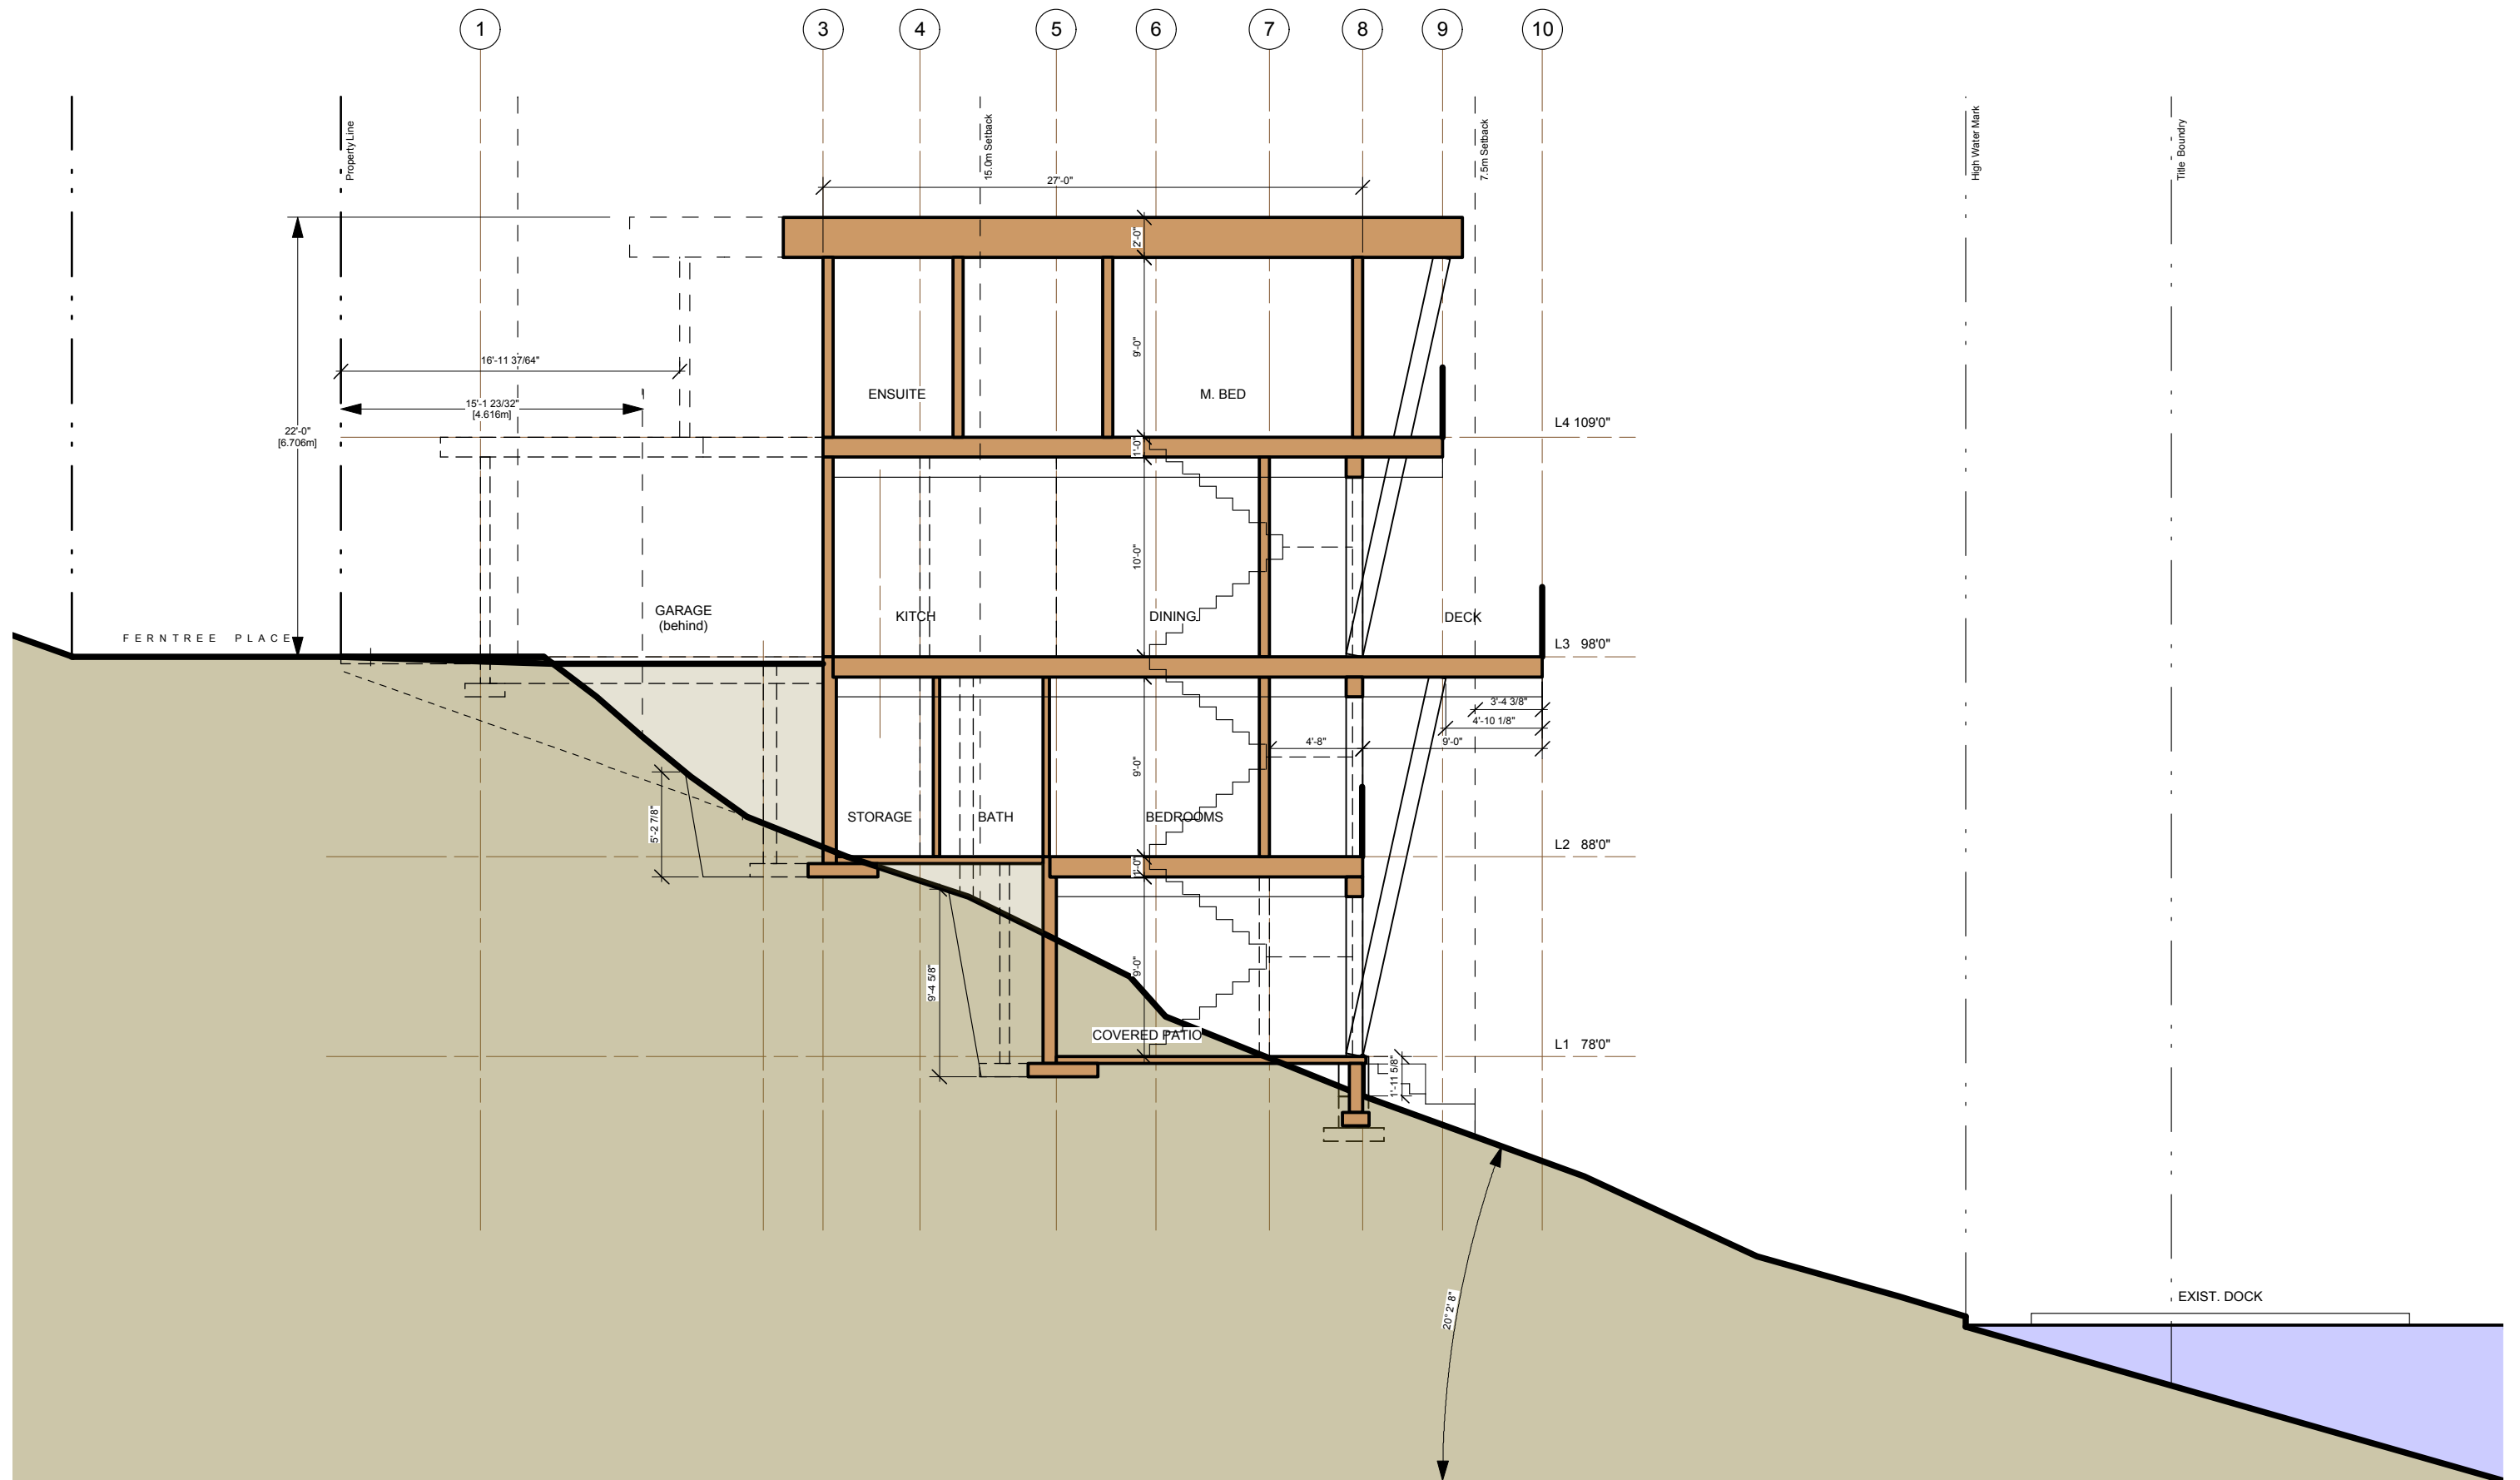 1
3
4
5
6
7
8
9
10
Property Line
15.0m Setback
7.5m Setback
High Water Mark
Title Boundry
27'-0"
2'-0"
16'-11 37/64"
9'-0"
15'-1 23/32"
[4.616m]
ENSUITE
M. BED
22'-0"
[6.706m]
L4 109'0"
1'-0"
10'-0"
GARAGE
(behind)
KITCH
DINING
DECK
FERNTREE PLACE
L3 98'0"
3'-4 3/8"
4'-10 1/8"
4'-8"
9'-0"
9'-0"
5'-2 7/8"
STORAGE
BATH
BEDROOMS
L2 88'0"
1'-0"
9'-4 5/8"
9'-0"
COVERED PATIO
L1 78'0"
1'-11 5/8"
20° 2' 8"
EXIST. DOCK